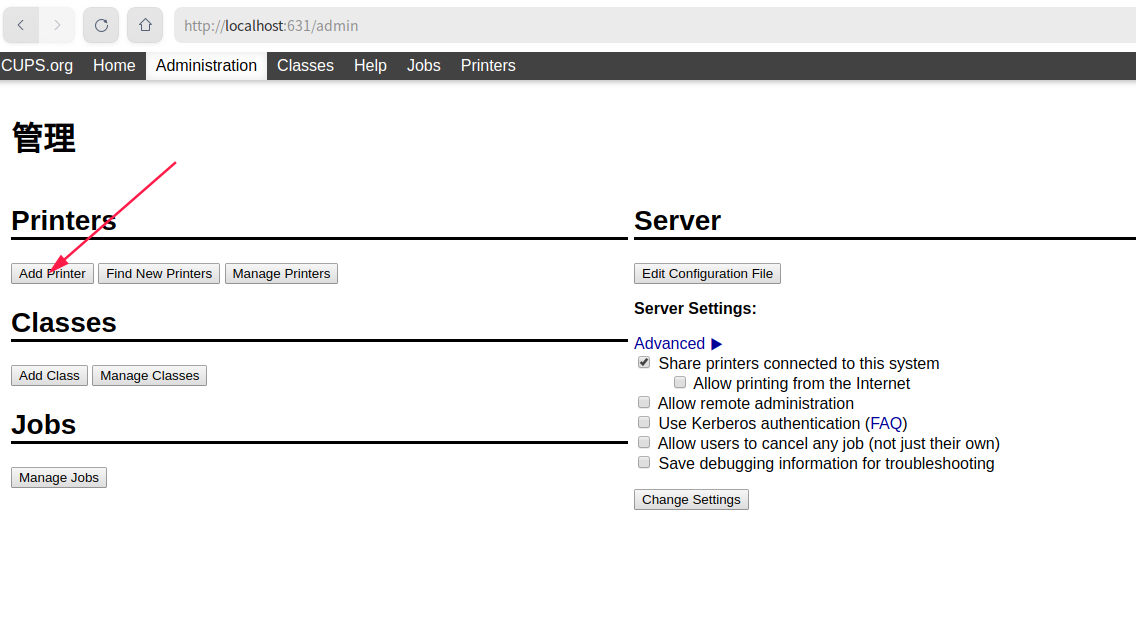 http://localhost:631/admin
CUPS.org Home Administration Classes Help Jobs Printers
管理
Printers
Add Printer Find New Printers Manage Printers
Classes
Add Class Manage Classes
Jobs
Manage Jobs
Server
Edit Configuration File
Server Settings:
Advanced ▶
Share printers connected to this system
Allow printing from the Internet
Allow remote administration
Use Kerberos authentication (FAQ)
Allow users to cancel any job (not just their own)
Save debugging information for troubleshooting
Change Settings